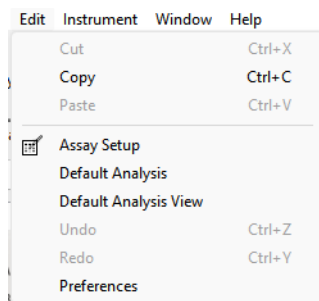 Edit Instrument Window Help
Cut Ctrl+X
Copy Ctrl+C
Paste Ctrl+V
Assay Setup
Default Analysis
Default Analysis View
Undo Ctrl+Z
Redo Ctrl+Y
Preferences